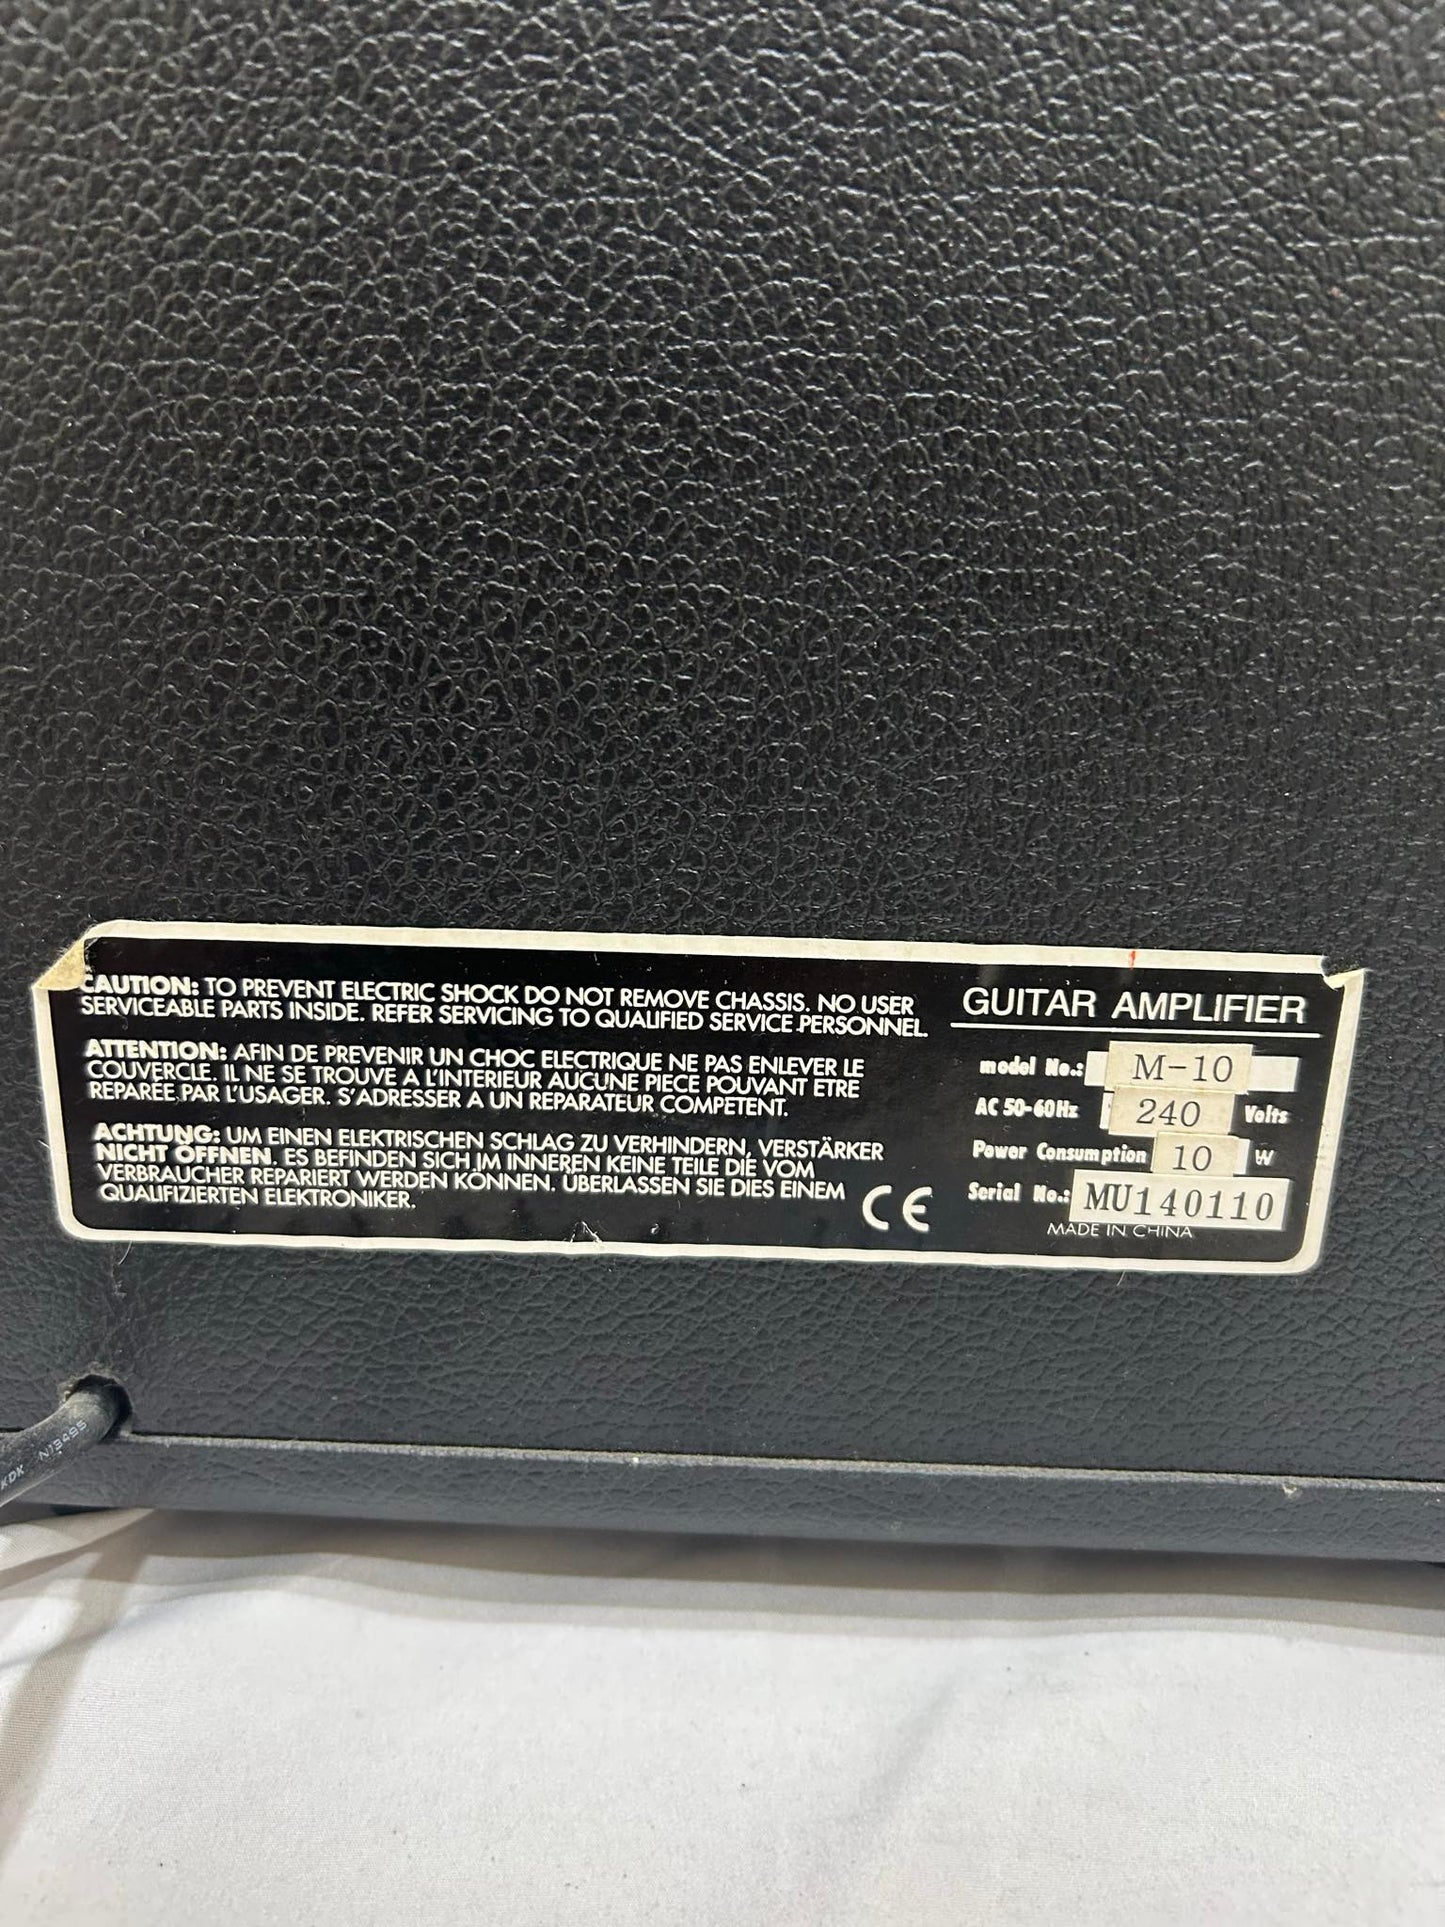 CAUTION: TO PREVENT ELECTRIC SHOCK DO NOT REMOVE CHASSIS. NO USER
SERVICEABLE PARTS INSIDE. REFER SERVICING TO QUALIFIED SERVICE PERSONNEL.
ATTENTION: AFIN DE PREVENIR UN CHOC ELECTRIQUE NE PAS ENLEVER LE
COUVERCLE. IL NE SE TROUVE A L'INTERIEUR AUCUNE PIECE POUVANT ETRE
REPARÉE PAR L'USAGER. S'ADRESSER A UN REPARATEUR COMPETENT.
ACHTUNG: UM EINEN ELEKTRISCHEN SCHLAG ZU VERHINDERN, VERSTÄRKER
NICHT ÖFFNEN. ES BEFINDEN SICH IM INNEREN KEINE TEILE DIE VOM
VERBRAUCHER REPARIERT WERDEN KÖNNEN. ÜBERLASSEN SIE DIES EINEM
QUALIFIZIERTEN ELEKTRONIKER.
CE
GUITAR AMPLIFIER
model No.: M-10
AC 50-60Hz 240 Volts
Power Consumption 10 W
Serial No.: MU140110
MADE IN CHINA
KDK N13495